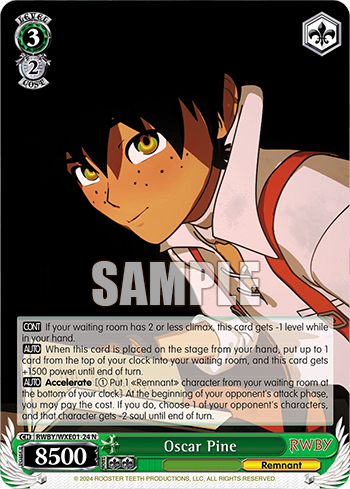 LEVEL
3
2
COST
SAMPLE
CONT If your waiting room has 2 or less climax, this card gets -1 level while
in your hand.
AUTO When this card is placed on the stage from your hand, put up to 1
card from the top of your clock into your waiting room, and this card gets
+1500 power until end of turn.
AUTO Accelerate [① Put 1 «Remnant» character from your waiting room at
the bottom of your clock] At the beginning of your opponent's attack phase,
you may pay the cost. If you do, choose 1 of your opponent's characters,
and that character gets -2 soul until end of turn.
CH RWBY/WXE01-24 N
Oscar Pine
RWBY
POWER
8500
Remnant
© 2024 ROOSTER TEETH PRODUCTIONS, LLC, ALL RIGHTS RESERVED.